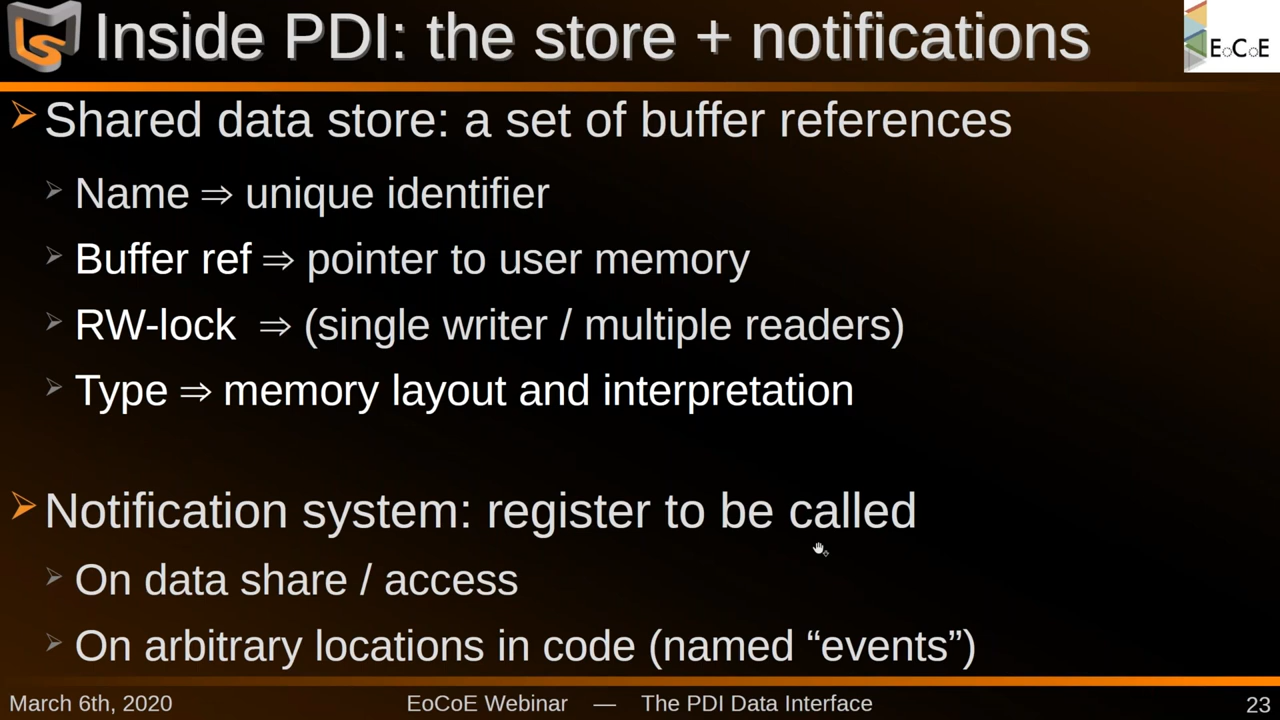 Inside PDI: the store + notifications
EoCoE
Shared data store: a set of buffer references
Name ⇒ unique identifier
Buffer ref ⇒ pointer to user memory
RW-lock ⇒ (single writer / multiple readers)
Type ⇒ memory layout and interpretation
Notification system: register to be called
On data share / access
On arbitrary locations in code (named “events”)
March 6th, 2020 EoCoE Webinar — The PDI Data Interface 23